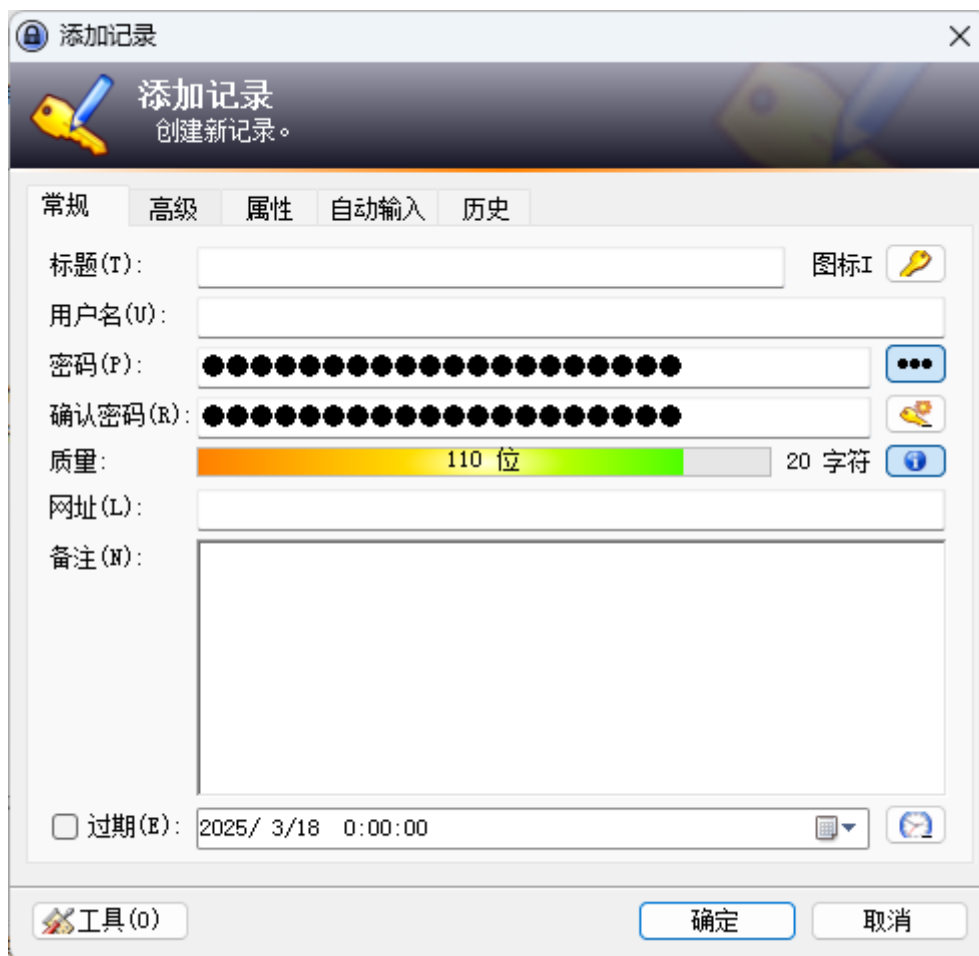 添加记录
添加记录
创建新记录。
常规 高级 属性 自动输入 历史
标题(T): 图标I
用户名(U):
密码(P): ●●●●●●●●●●●●●●●●●●●●
确认密码(R): ●●●●●●●●●●●●●●●●●●●●
质量: 110 位 20 字符
网址(L):
备注(N):
过期(E): 2025/ 3/18 0:00:00
工具(O) 确定 取消